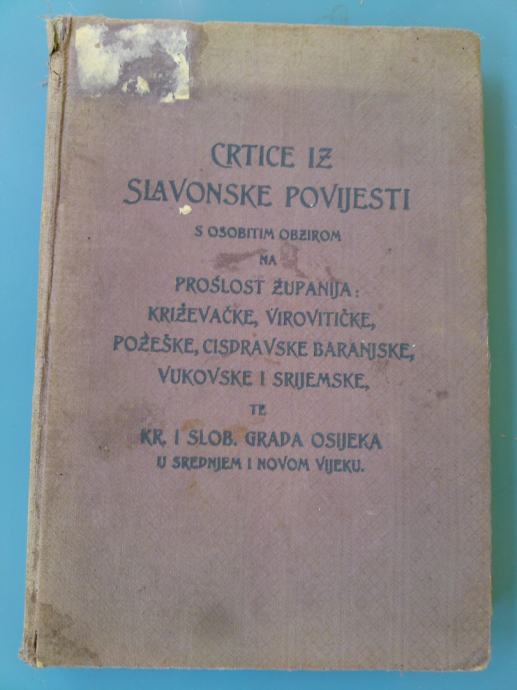 CRTICE IZ
SLAVONSKE POVIJESTI
S OSOBITIM OBZIROM
NA
PROŠLOST ŽUPANIJA:
KRIŽEVAČKE, VIROVITIČKE,
POŽEŠKE, CISDRAVSKE BARANJSKE,
VUKOVSKE I SRIJEMSKE,
TE
KR. I SLOB. GRADA OSIJEKA
U SREDNJEM I NOVOM VIJEKU.